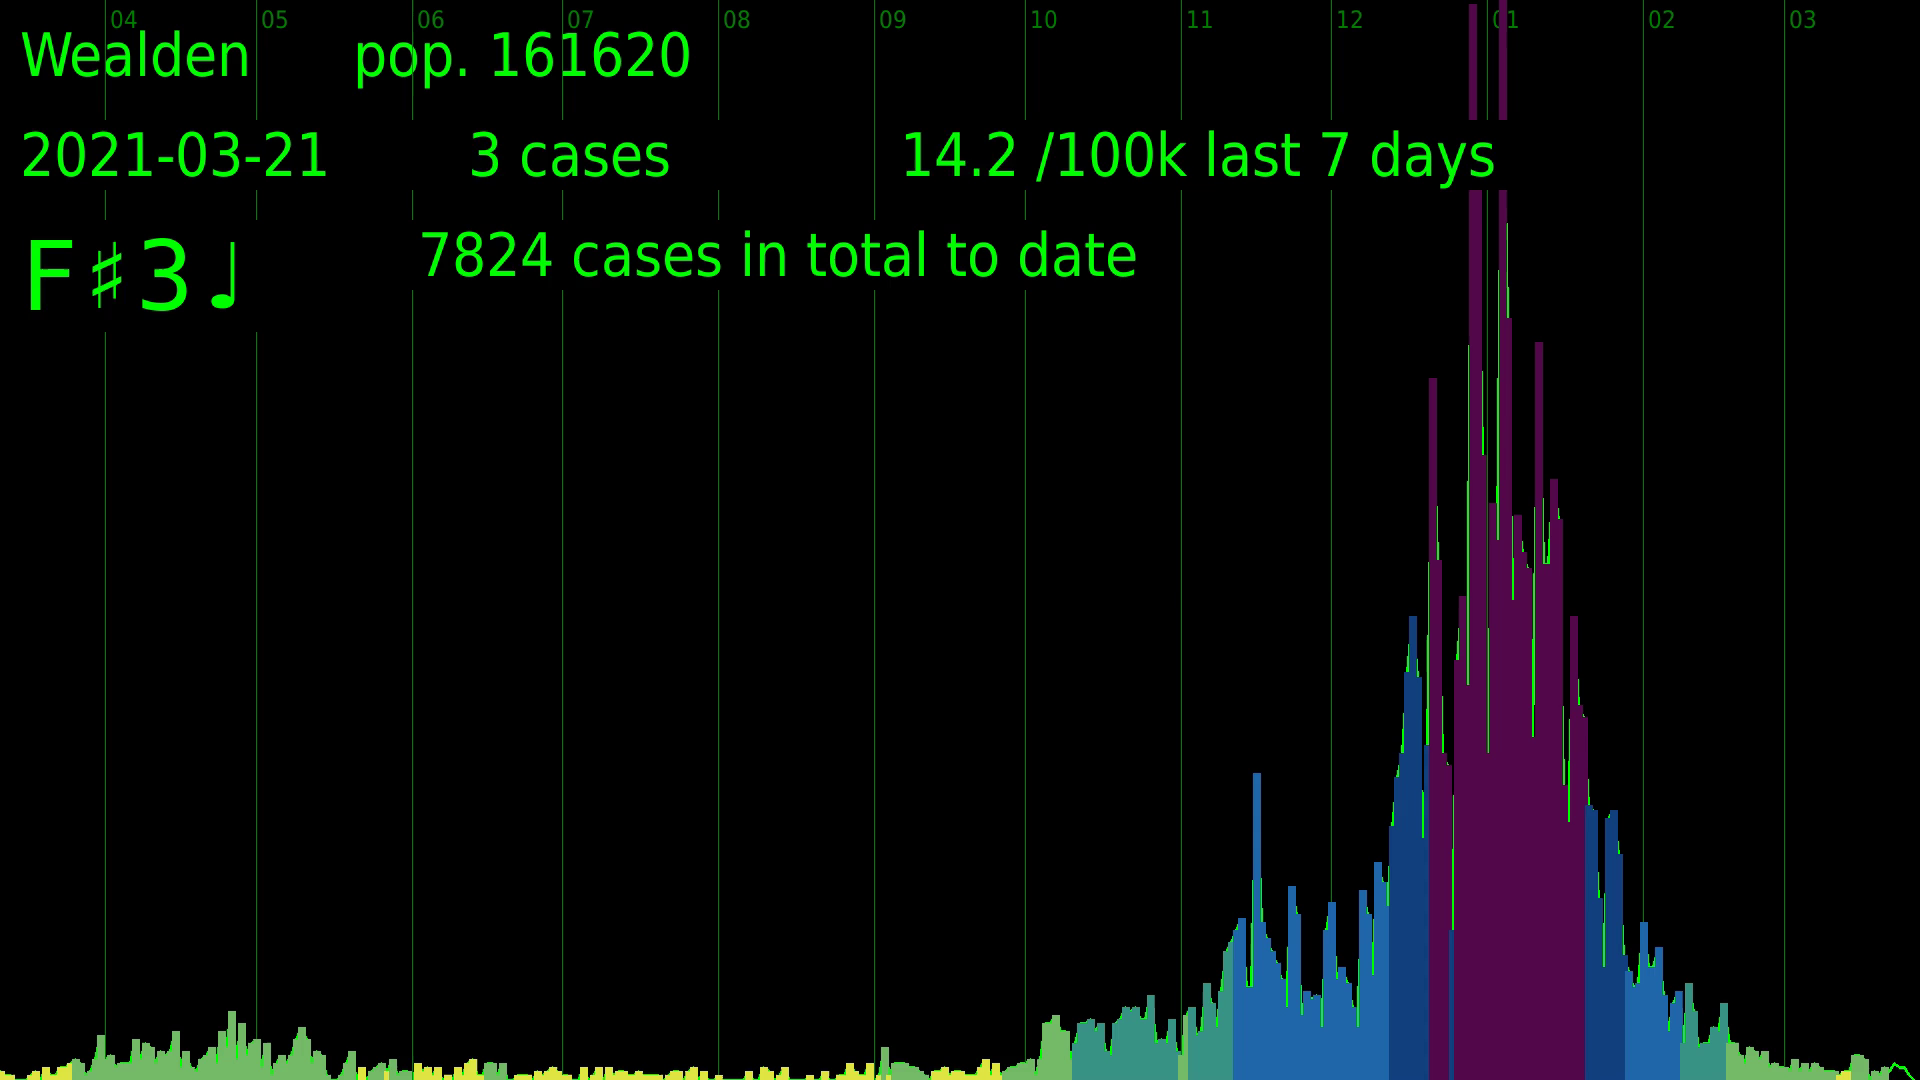 04 05 06 07 08 09 10 11 12 01 02 03
Wealden pop. 161620
2021-03-21 3 cases 14.2 /100k last 7 days
F♯3♩ 7824 cases in total to date